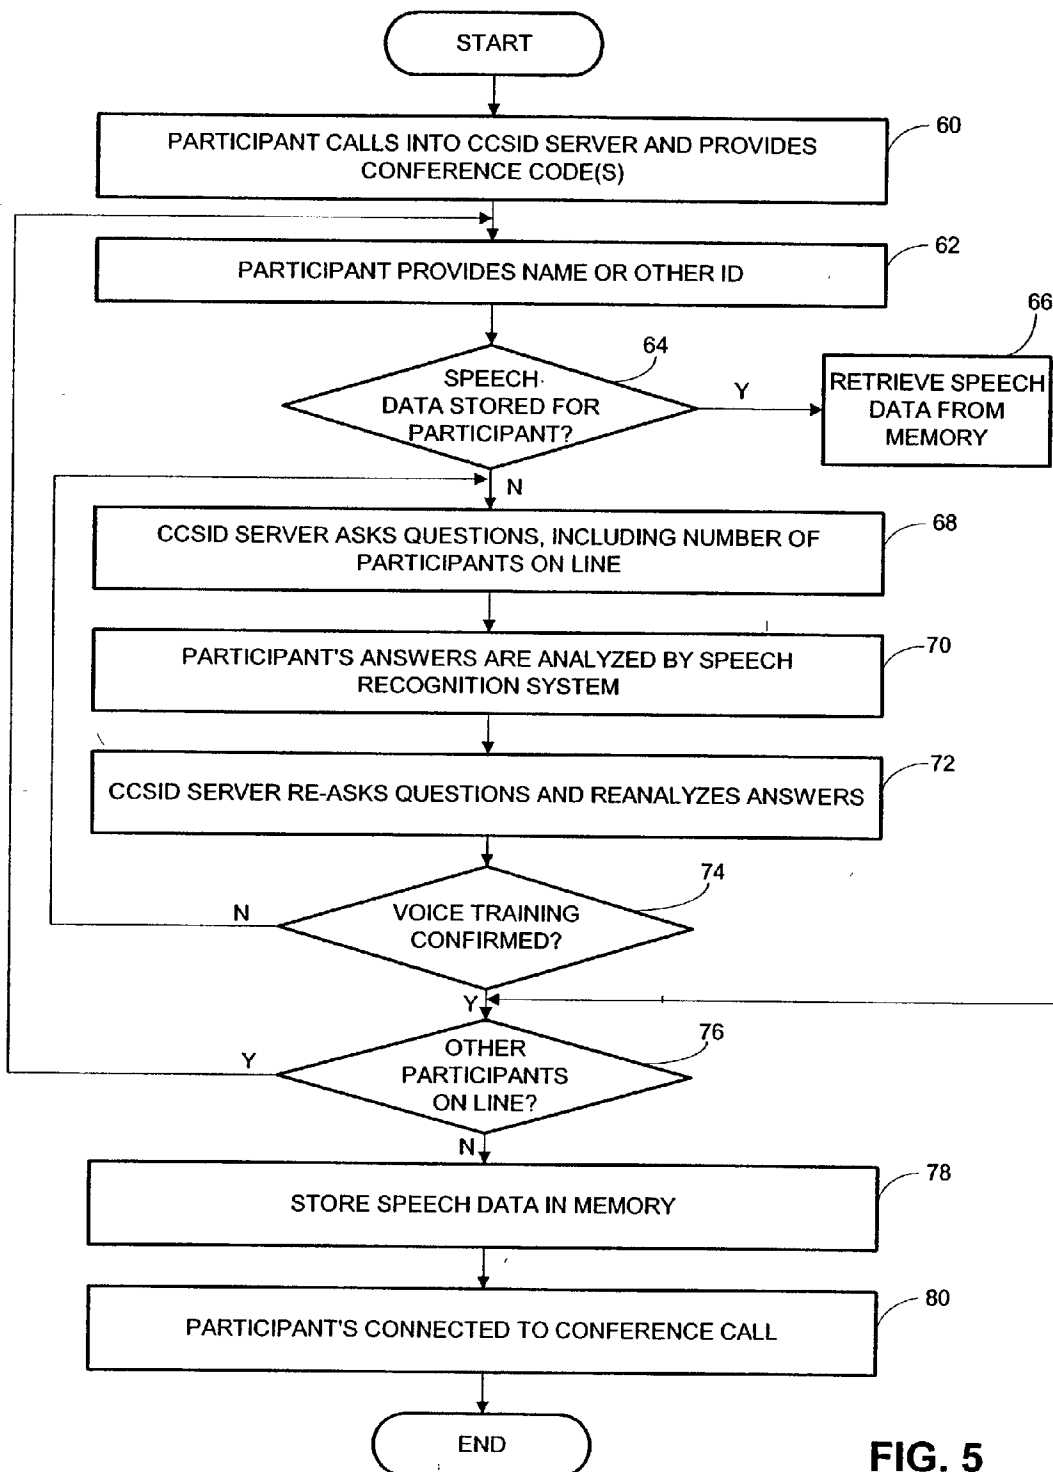 START
PARTICIPANT CALLS INTO CCSID SERVER AND PROVIDES
CONFERENCE CODE(S)
60
PARTICIPANT PROVIDES NAME OR OTHER ID
62
SPEECH
DATA STORED FOR
PARTICIPANT?
64
Y
RETRIEVE SPEECH
DATA FROM
MEMORY
66
N
CCSID SERVER ASKS QUESTIONS, INCLUDING NUMBER OF
PARTICIPANTS ON LINE
68
PARTICIPANT'S ANSWERS ARE ANALYZED BY SPEECH
RECOGNITION SYSTEM
70
CCSID SERVER RE-ASKS QUESTIONS AND REANALYZES ANSWERS
72
VOICE TRAINING
CONFIRMED?
74
N
Y
OTHER
PARTICIPANTS
ON LINE?
76
Y
N
STORE SPEECH DATA IN MEMORY
78
PARTICIPANT'S CONNECTED TO CONFERENCE CALL
80
END
FIG. 5